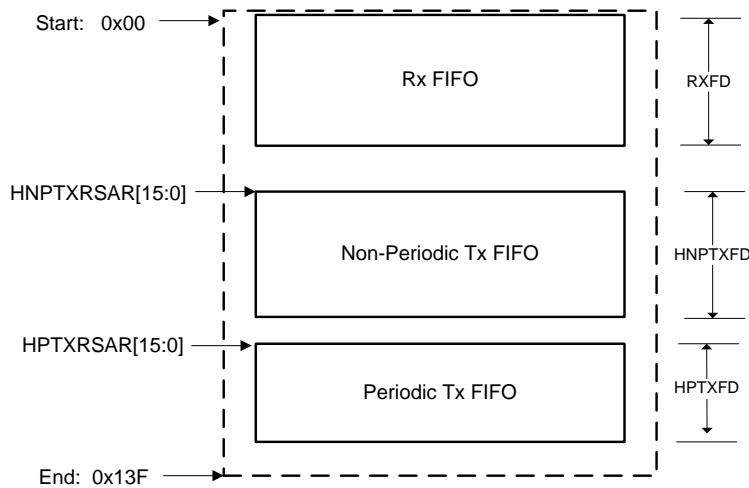 Start: 0x00
Rx FIFO
RXFD
HNPTXRSAR[15:0]
Non-Periodic Tx FIFO
HNPTXFD
HPTXRSAR[15:0]
Periodic Tx FIFO
HPTXFD
End: 0x13F